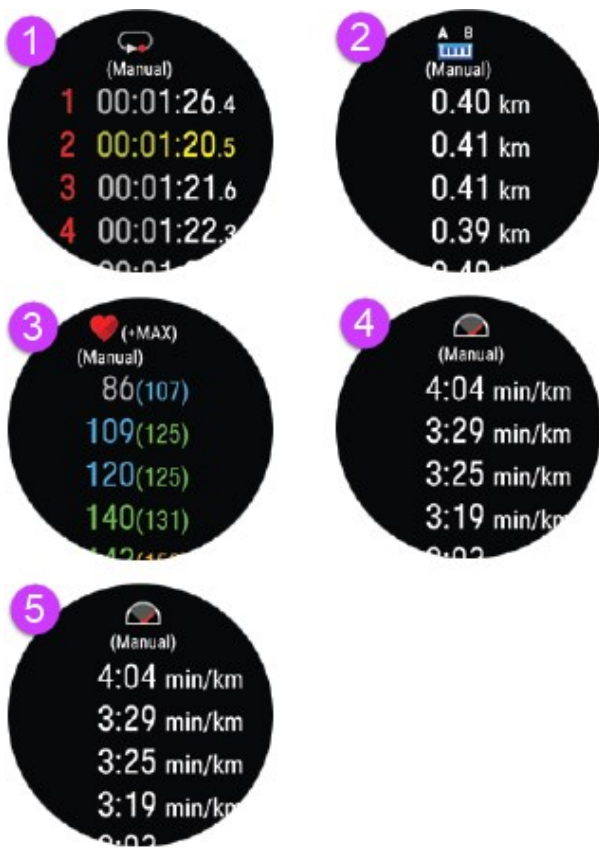 1
(Manual)
1 00:01:26.4
2 00:01:20.5
3 00:01:21.6
4 00:01:22.3
2
A B
(Manual)
0.40 km
0.41 km
0.41 km
0.39 km
3
(+MAX)
(Manual)
86(107)
109(125)
120(125)
140(131)
4
(Manual)
4:04 min/km
3:29 min/km
3:25 min/km
3:19 min/km
5
(Manual)
4:04 min/km
3:29 min/km
3:25 min/km
3:19 min/km